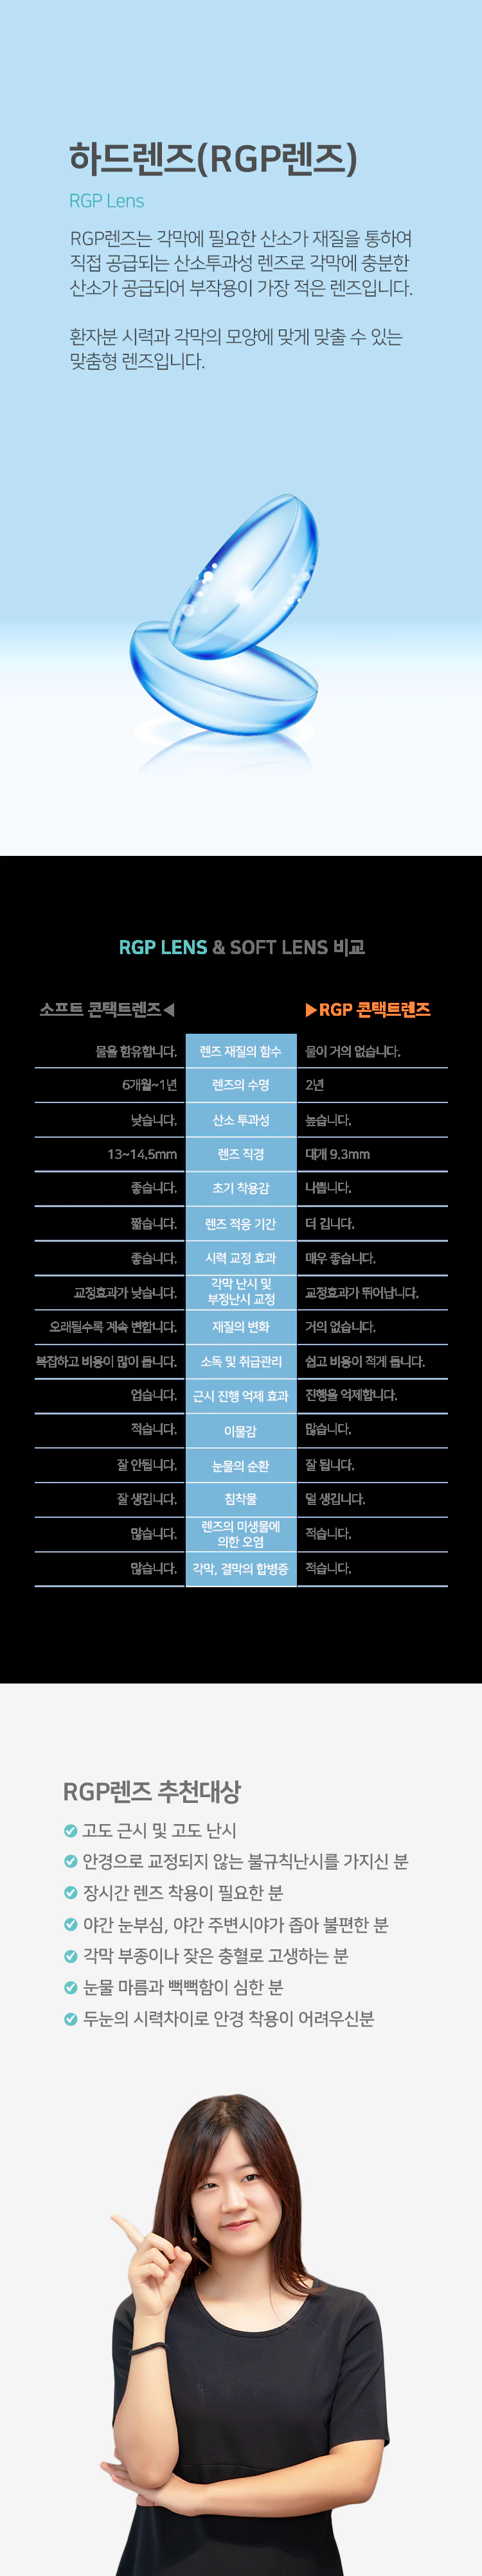 하드렌즈(RGP렌즈)
RGP Lens
RGP렌즈는 각막에 필요한 산소가 재질을 통하여
직접 공급되는 산소투과성 렌즈로 각막에 충분한
산소가 공급되어 부작용이 가장 적은 렌즈입니다.
환자분 시력과 각막의 모양에 맞게 맞출 수 있는
맞춤형 렌즈입니다.
RGP LENS & SOFT LENS 비교
소프트 콘택트렌즈◀ ▶RGP 콘택트렌즈
물을 함유합니다. 렌즈 재질의 함수 물이 거의 없습니다.
6개월~1년 렌즈의 수명 2년
낮습니다. 산소 투과성 높습니다.
13~14.5mm 렌즈 직경 대개 9.3mm
좋습니다. 초기 착용감 나쁩니다.
짧습니다. 렌즈 적응 기간 더 깁니다.
좋습니다. 시력 교정 효과 매우 좋습니다.
교정효과가 낮습니다. 각막 난시 및
부정난시 교정 교정효과가 뛰어납니다.
오래될수록 계속 변합니다. 재질의 변화 거의 없습니다.
복잡하고 비용이 많이 듭니다. 소독 및 취급관리 쉽고 비용이 적게 듭니다.
업습니다. 근시 진행 억제 효과 진행을 억제합니다.
적습니다. 이물감 많습니다.
잘 안됩니다. 눈물의 순환 잘 됩니다.
잘 생깁니다. 침착물 덜 생깁니다.
많습니다. 렌즈의 미생물에
의한 오염 적습니다.
많습니다. 각막, 결막의 합병증 적습니다.
RGP렌즈 추천대상
고도 근시 및 고도 난시
안경으로 교정되지 않는 불규칙난시를 가지신 분
장시간 렌즈 착용이 필요한 분
야간 눈부심, 야간 주변시야가 좁아 불편한 분
각막 부종이나 잦은 충혈로 고생하는 분
눈물 마름과 뻑뻑함이 심한 분
두눈의 시력차이로 안경 착용이 어려우신분